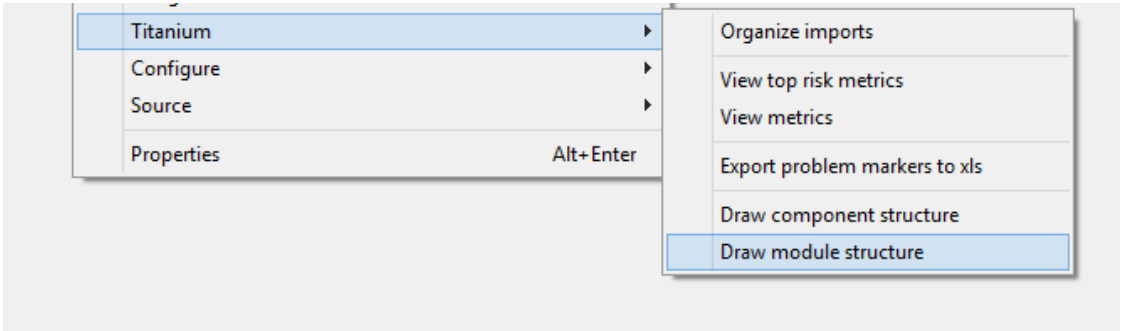 Titanium
Configure
Source
Properties Alt+Enter
Organize imports
View top risk metrics
View metrics
Export problem markers to xls
Draw component structure
Draw module structure